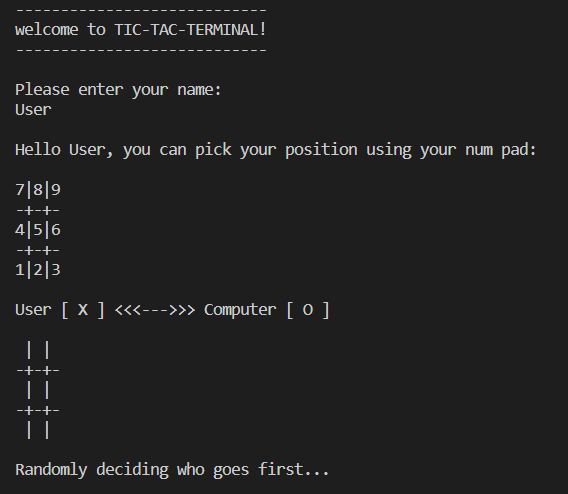 ----------------------------
welcome to TIC-TAC-TERMINAL!
----------------------------
Please enter your name:
User
Hello User, you can pick your position using your num pad:
7|8|9
-+-+-
4|5|6
-+-+-
1|2|3
User [ X ] <<<--->>> Computer [ O ]
 | |
-+-+-
 | |
-+-+-
 | |
Randomly deciding who goes first...